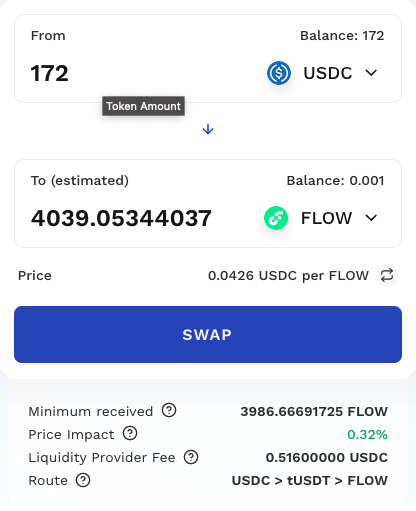 From Balance: 172
172 USDC
Token Amount
To (estimated) Balance: 0.001
4039.05344037 FLOW
Price 0.0426 USDC per FLOW
SWAP
Minimum received 3986.66691725 FLOW
Price Impact 0.32%
Liquidity Provider Fee 0.51600000 USDC
Route USDC > tUSDT > FLOW